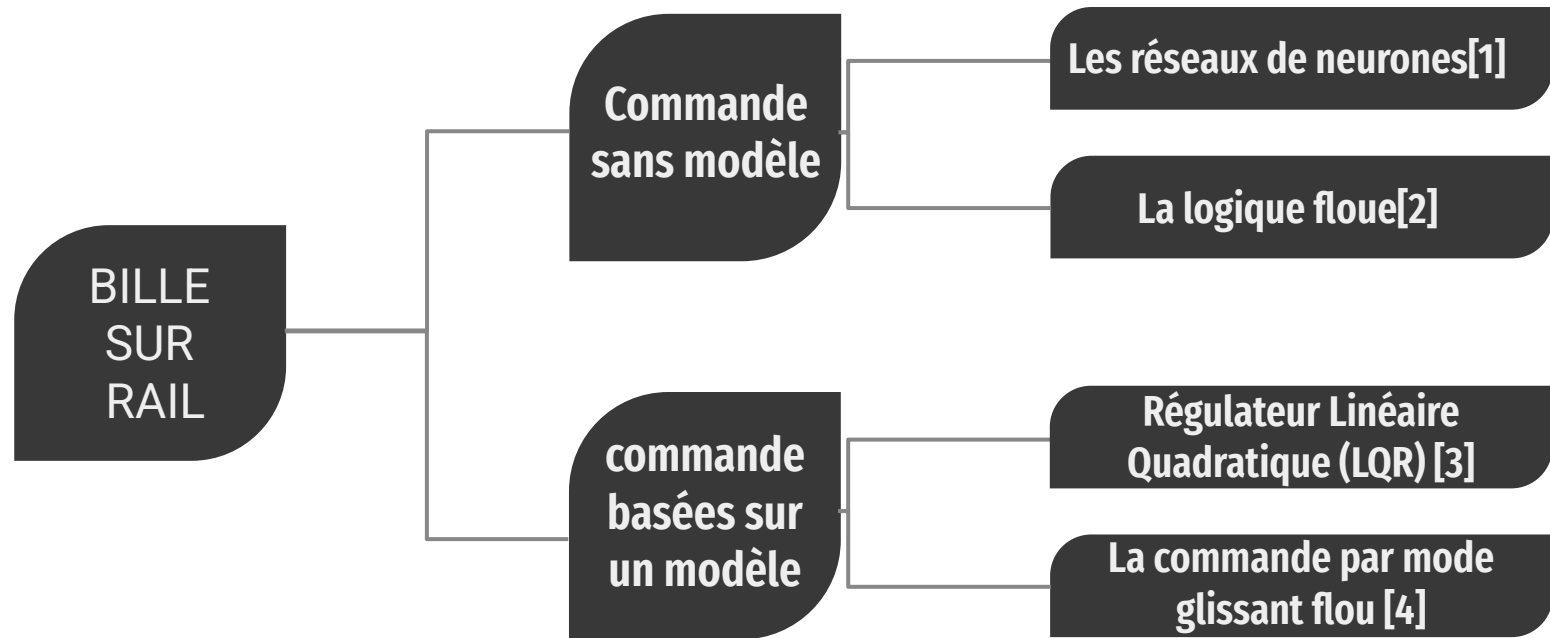 BILLE
SUR
RAIL
Commande
sans modèle
Les réseaux de neurones[1]
La logique floue[2]
commande
basées sur
un modèle
Régulateur Linéaire
Quadratique (LQR) [3]
La commande par mode
glissant flou [4]